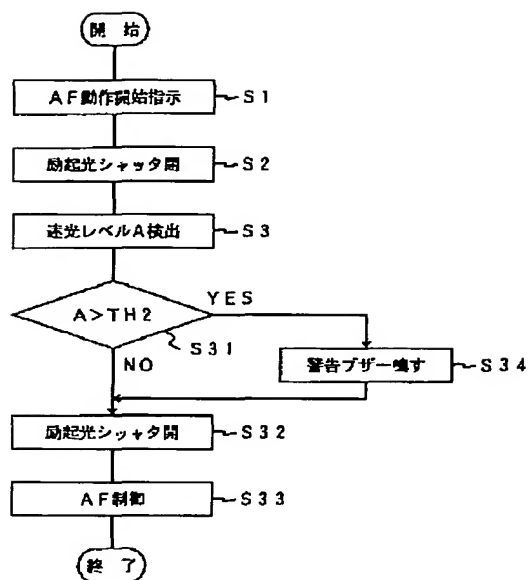 開 始
AF動作開始指示
S1
励起光シャッタ閉
S2
迷光レベルA検出
S3
A>TH2
YES
S31
NO
警告ブザー鳴す
S34
励起光シャッタ開
S32
AF制御
S33
終 了